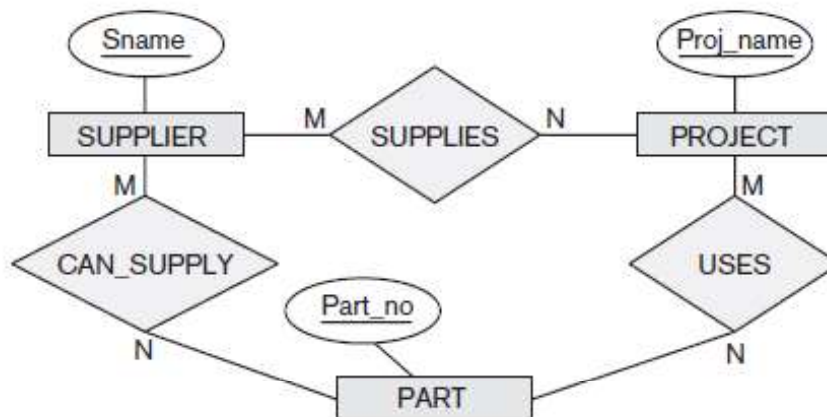 Sname
Proj_name
M
N
SUPPLIER
SUPPLIES
PROJECT
M
M
CAN_SUPPLY
USES
Part_no
N
N
PART